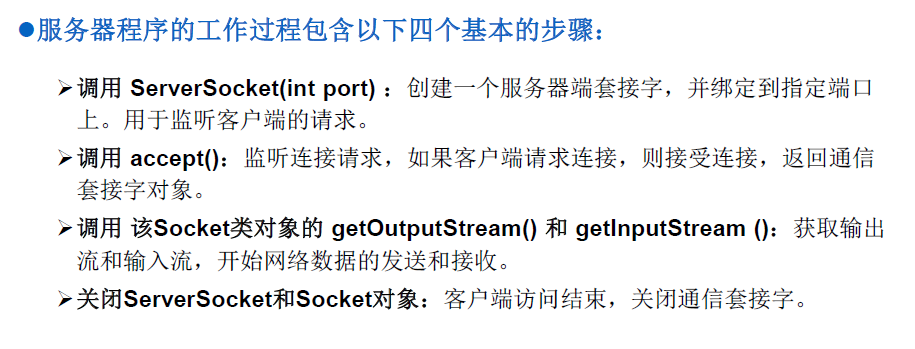 ●服务器程序的工作过程包含以下四个基本的步骤：
➢调用 ServerSocket(int port) ：创建一个服务器端套接字，并绑定到指定端口
上。用于监听客户端的请求。
➢调用 accept()：监听连接请求，如果客户端请求连接，则接受连接，返回通信
套接字对象。
➢调用 该Socket类对象的 getOutputStream() 和 getInputStream ()：获取输出
流和输入流，开始网络数据的发送和接收。
➢关闭ServerSocket和Socket对象：客户端访问结束，关闭通信套接字。